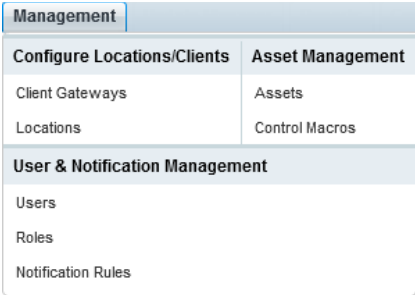 Management
Configure Locations/Clients Asset Management
Client Gateways Assets
Locations Control Macros
User & Notification Management
Users
Roles
Notification Rules